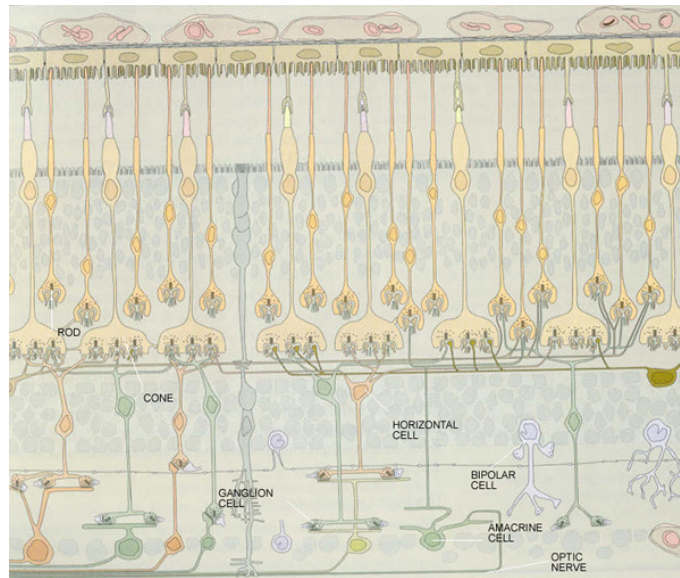 ROD
CONE
HORIZONTAL
CELL
BIPOLAR
CELL
GANGLION
CELL
AMACRINE
CELL
OPTIC
NERVE